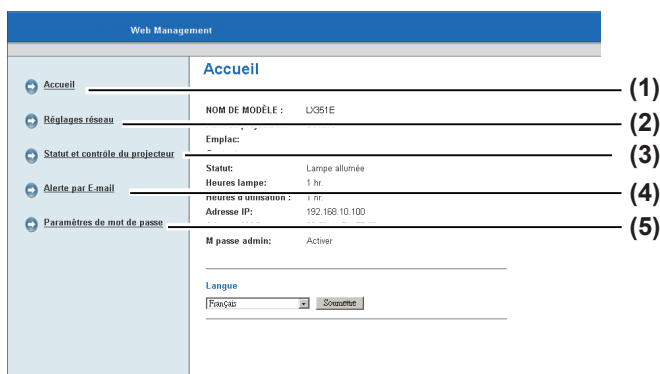 Web Management
Accueil
Réglages réseau
Statut et contrôle du projecteur
Alerte par E-mail
Paramètres de mot de passe
Accueil
NOM DE MODÈLE : LX351E
Emplac:
Statut: Lampe allumée
Heures lampe: 1 hr.
Heures d'utilisation : 1 hr.
Adresse IP: 192.168.10.100
M passe admin: Activer
Langue
Français Soumettre
(1)
(2)
(3)
(4)
(5)